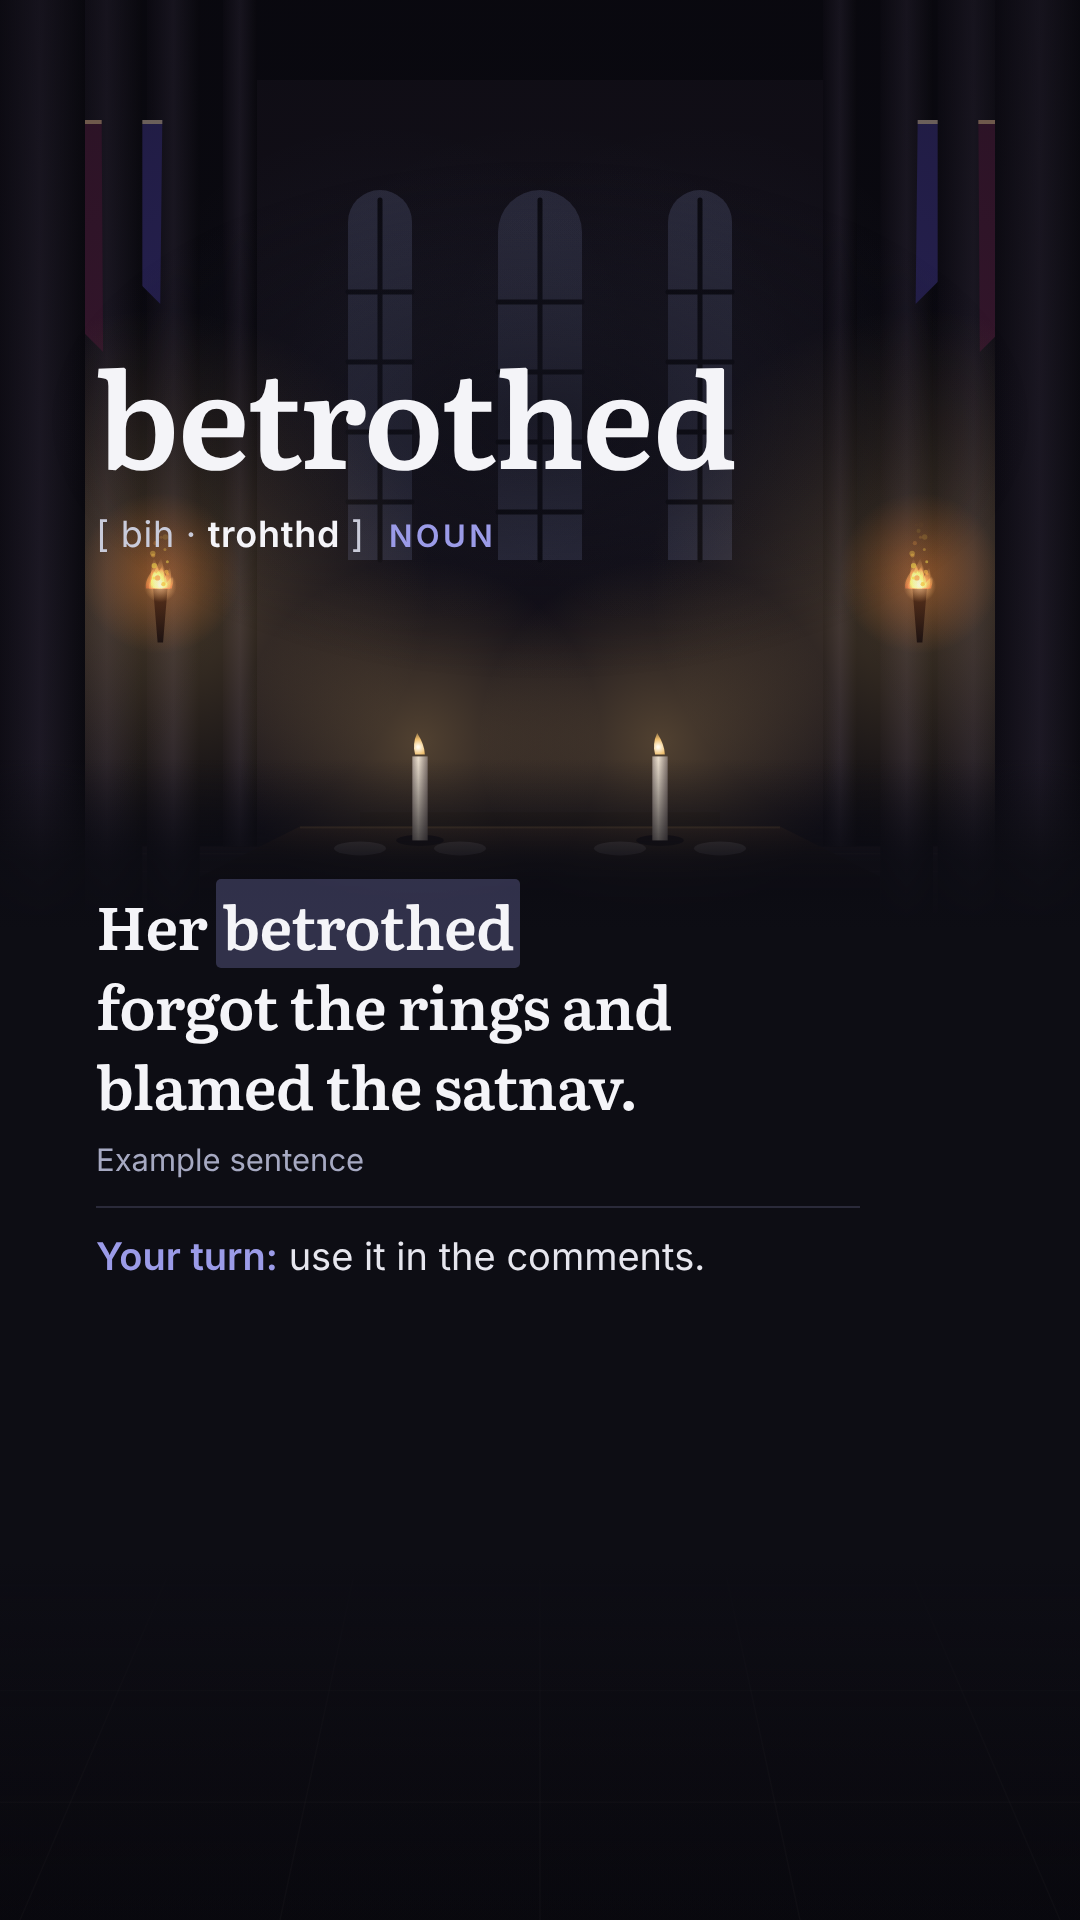 betrothed
[ bih · trohthd ] NOUN
Her betrothed
forgot the rings and
blamed the satnav.
Example sentence
Your turn: use it in the comments.